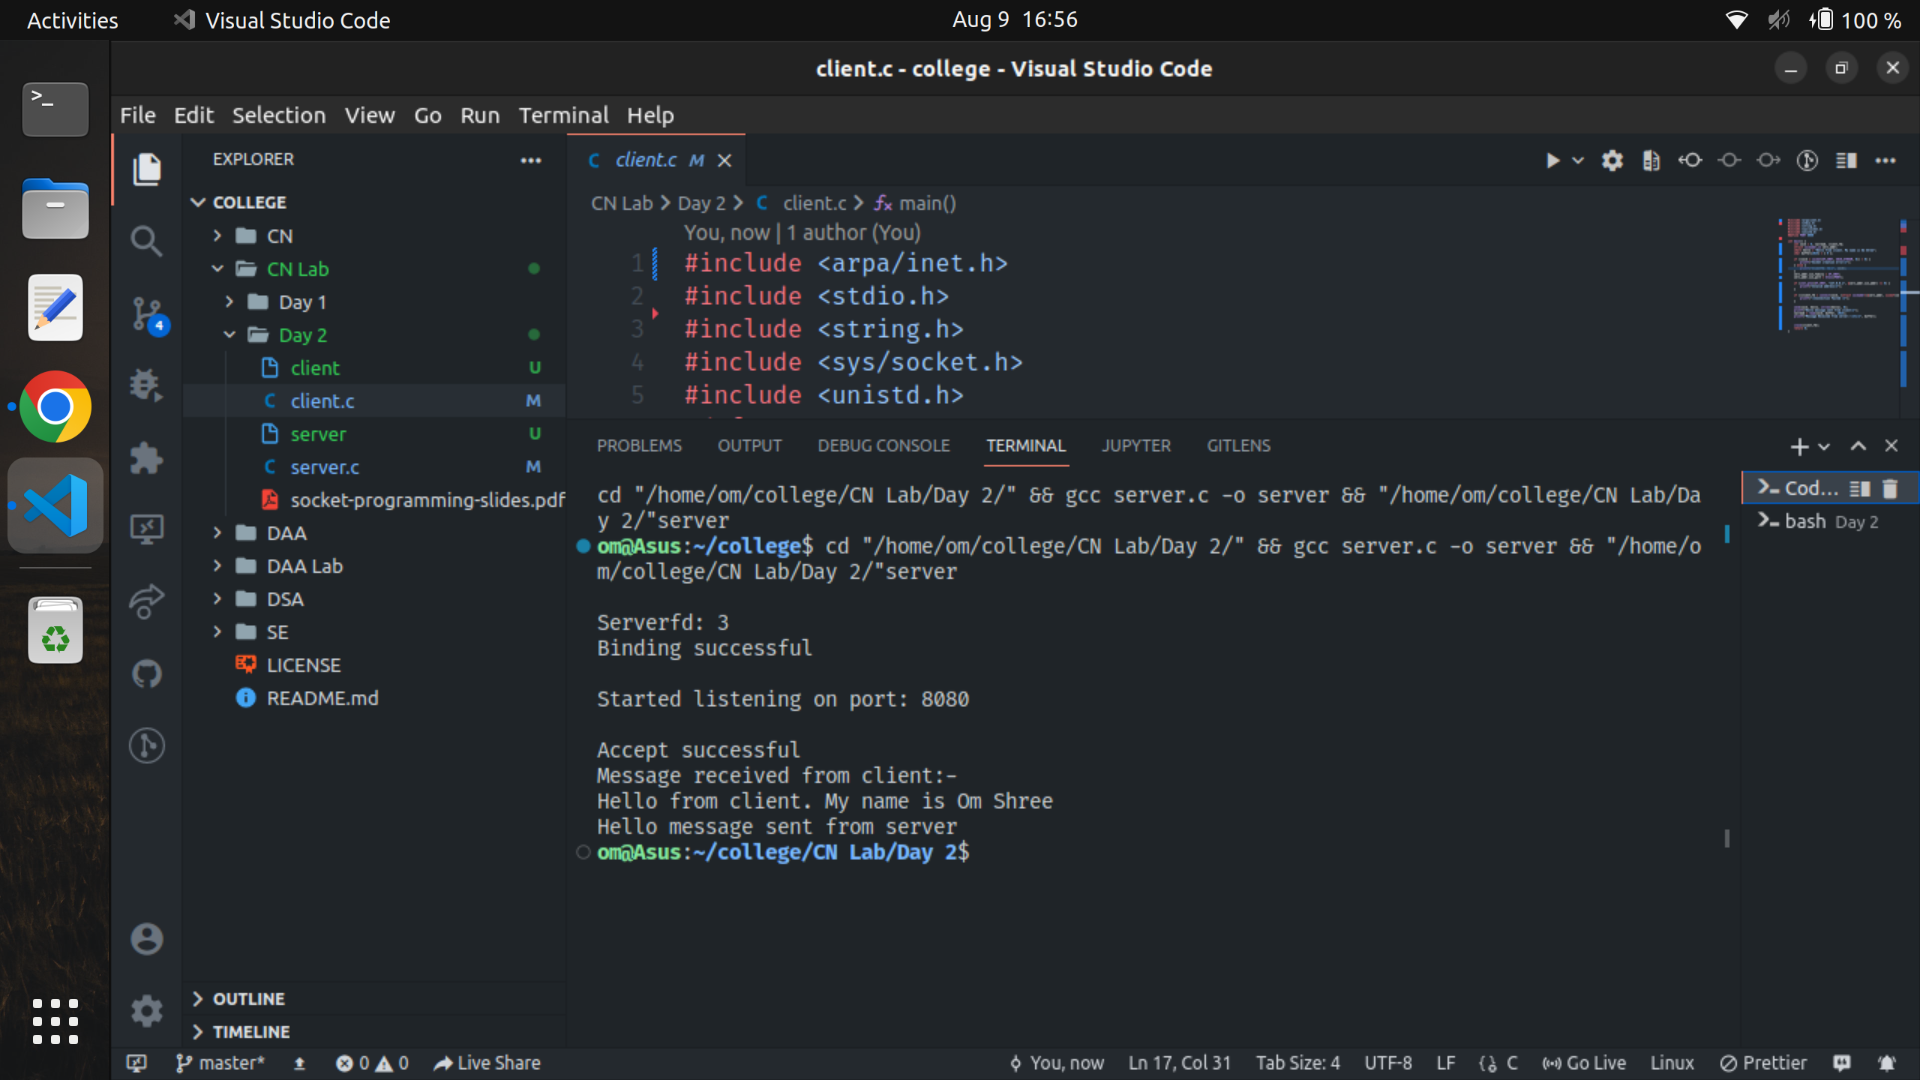 Activities Visual Studio Code Aug 9 16:56 100 %
client.c - college - Visual Studio Code
File Edit Selection View Go Run Terminal Help
EXPLORER
COLLEGE
CN
CN Lab
Day 1
Day 2
client U
client.c M
server U
server.c M
socket-programming-slides.pdf
DAA
DAA Lab
DSA
SE
LICENSE
README.md
OUTLINE
TIMELINE
4
client.c M
CN Lab Day 2 C client.c main()
You, now | 1 author (You)
1 #include <arpa/inet.h>
2 #include <stdio.h>
3 #include <string.h>
4 #include <sys/socket.h>
5 #include <unistd.h>
PROBLEMS OUTPUT DEBUG CONSOLE TERMINAL JUPYTER GITLENS
cd "/home/om/college/CN Lab/Day 2/" && gcc server.c -o server && "/home/om/college/CN Lab/Da
y 2/"server
om@Asus:~/college$ cd "/home/om/college/CN Lab/Day 2/" && gcc server.c -o server && "/home/o
m/college/CN Lab/Day 2/"server
Serverfd: 3
Binding successful
Started listening on port: 8080
Accept successful
Message received from client:-
Hello from client. My name is Om Shree
Hello message sent from server
om@Asus:~/college/CN Lab/Day 2$
Cod...
bash Day 2
master* 0 0 Live Share You, now Ln 17, Col 31 Tab Size: 4 UTF-8 LF C Go Live Linux Prettier